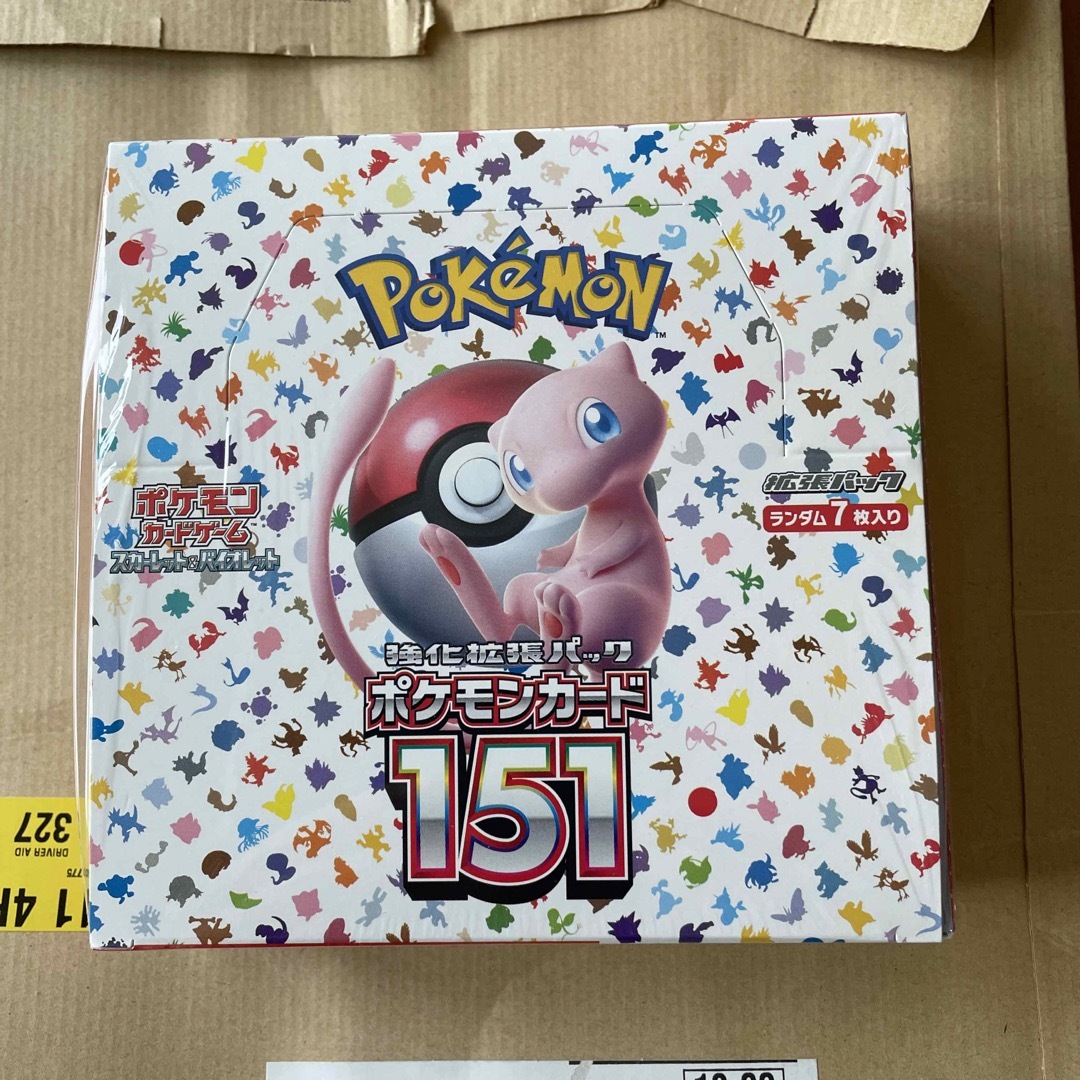 POKéMON
TM
ポケモン
カードゲーム
TM
スカーレット&バイオレット
拡張パック
ランダム7枚入り
強化拡張パック
ポケモンカード
151
327
DRIVER AID